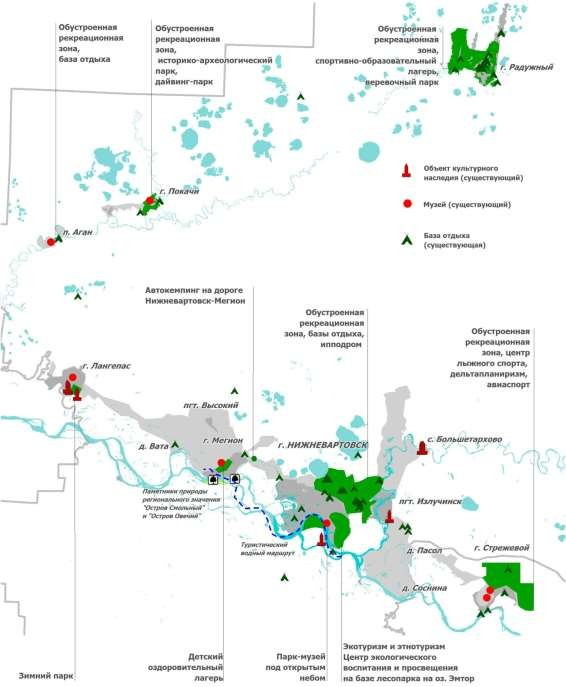 Обустроенная
рекреационная
зона,
база отдыха
Обустроенная
рекреационная
зона,
историко-археологический
парк,
дайвинг-парк
Обустроенная
рекреационная
зона,
спортивно-образовательный
лагерь,
веревочный парк
г. Радужный
Объект культурного
наследия (существующий)
Музей (существующий)
База отдыха
(существующая)
г. Покачи
п. Аган
Автокемпинг на дороге
Нижневартовск-Мегион
Обустроенная
рекреационная
зона, базы отдыха,
ипподром
Обустроенная
рекреационная
зона, центр
лыжного спорта,
дельтапланиризм,
авиаспорт
г. Лангепас
пгт. Высокий
г. Мегион
д. Вата
г. НИЖНЕВАРТОВСК
с. Большетархово
Памятники природы
регионального значения
"Остров Смольный"
и "Остров Овечий"
пгт. Излучинск
Туристический
водный маршрут
г. Стрежевой
д. Пасол
д. Соснина
Зимний парк
Детский
оздоровительный
лагерь
Парк-музей
под открытым
небом
Экотуризм и этнотуризм
Центр экологического
воспитания и просвещения
на базе лесопарка на оз. Эмтор